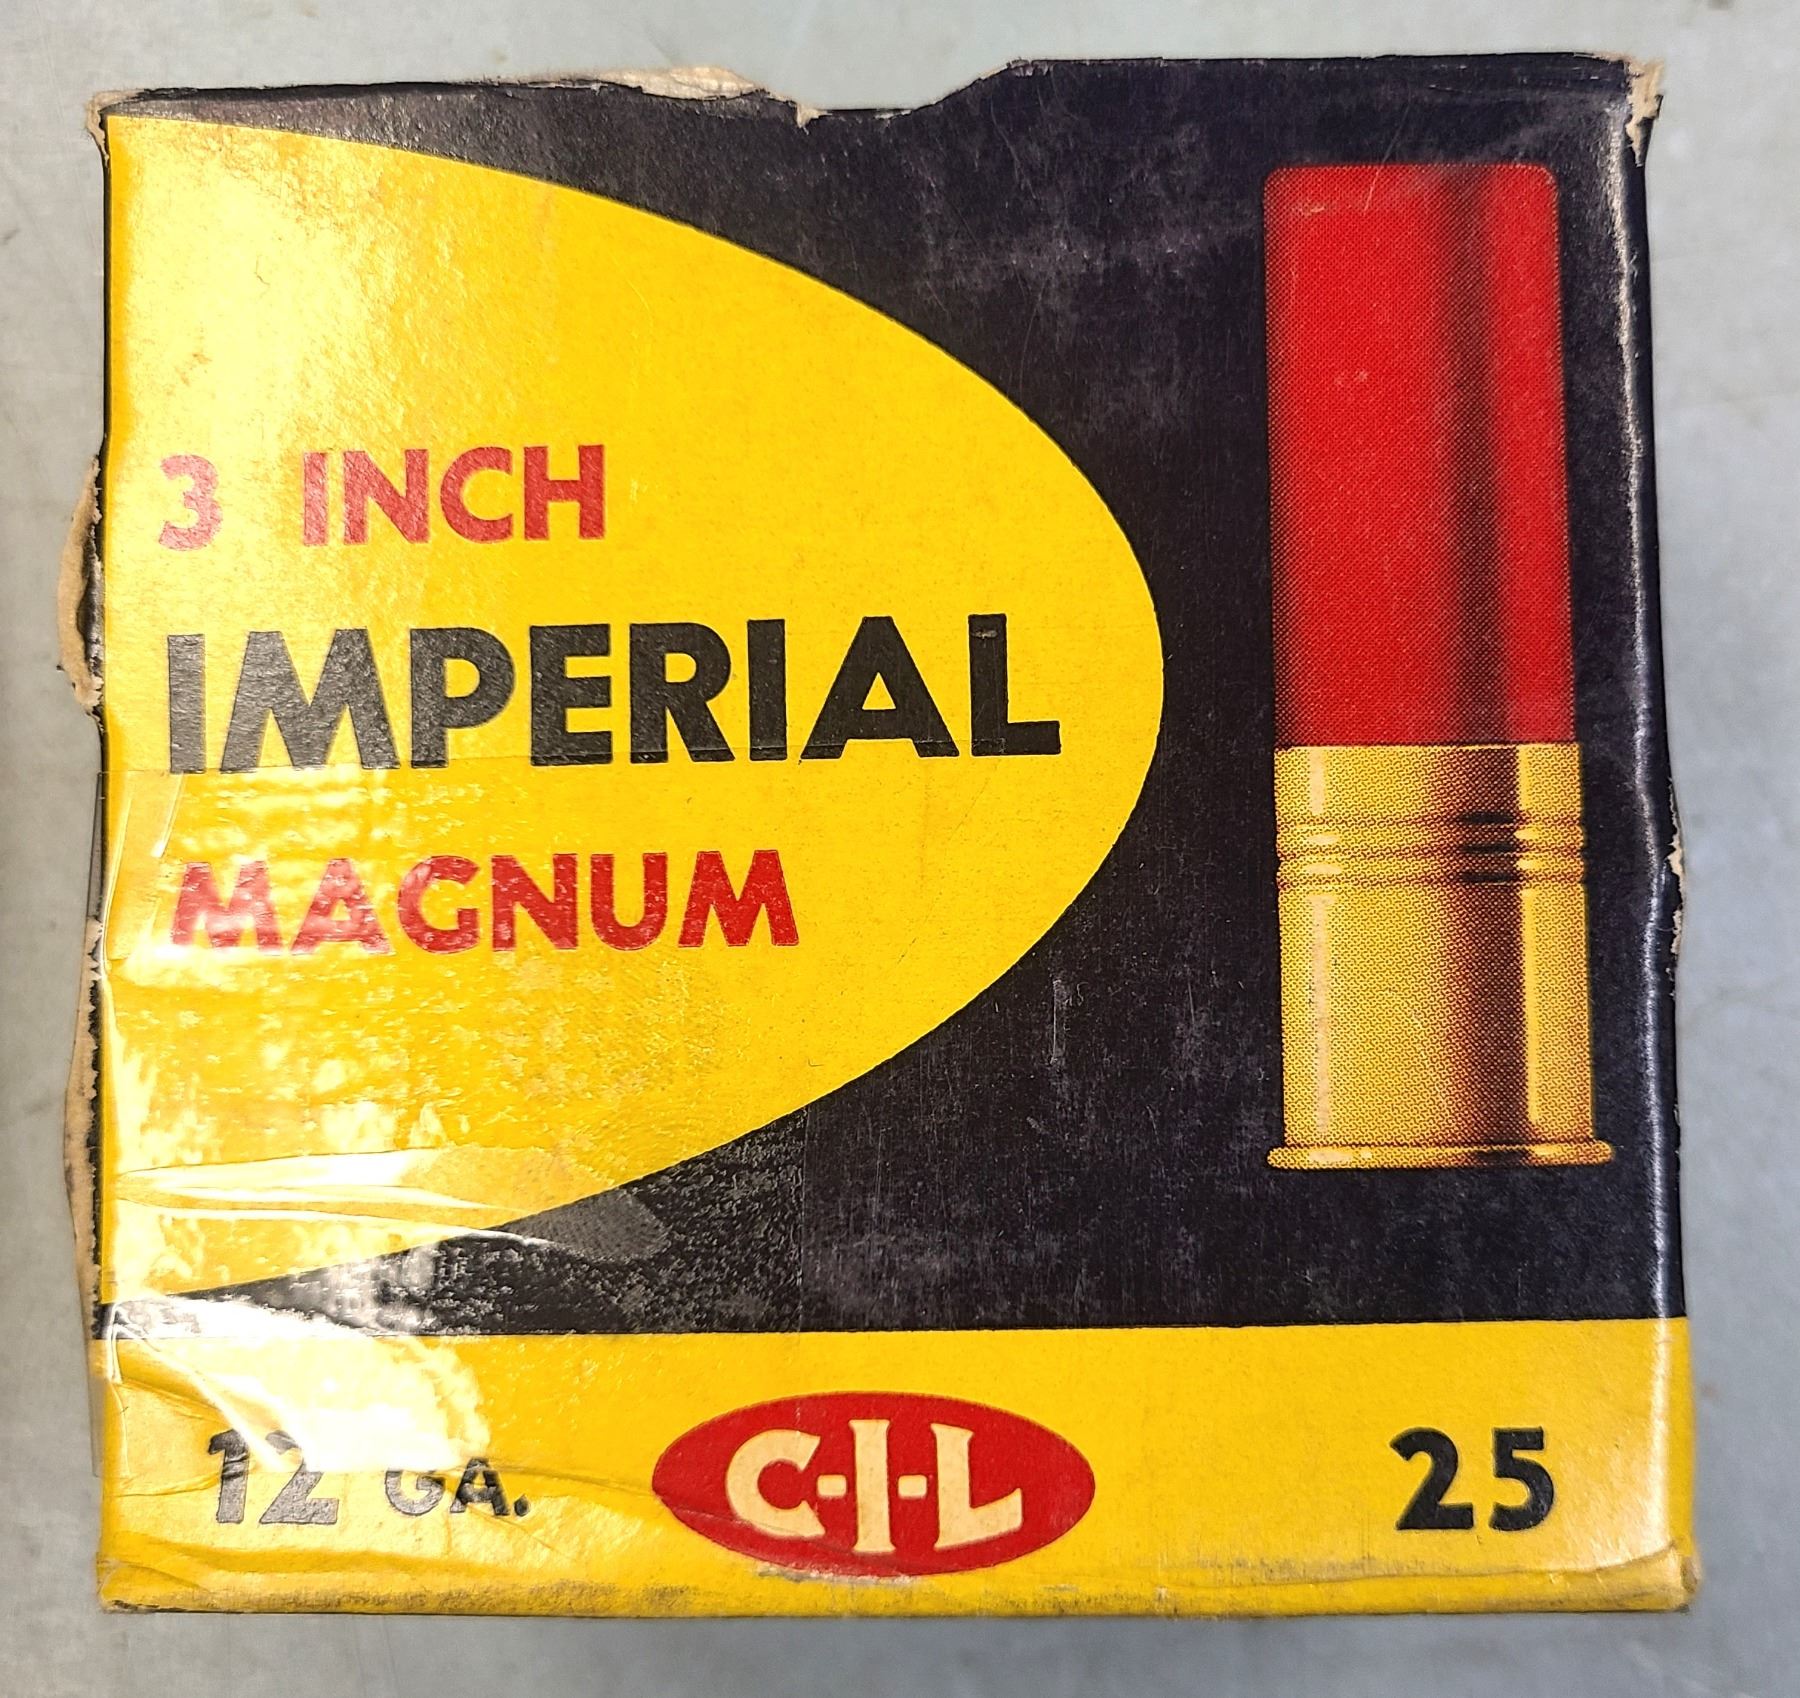 3 INCH
IMPERIAL
MAGNUM
12 GA.
C-I-L
25